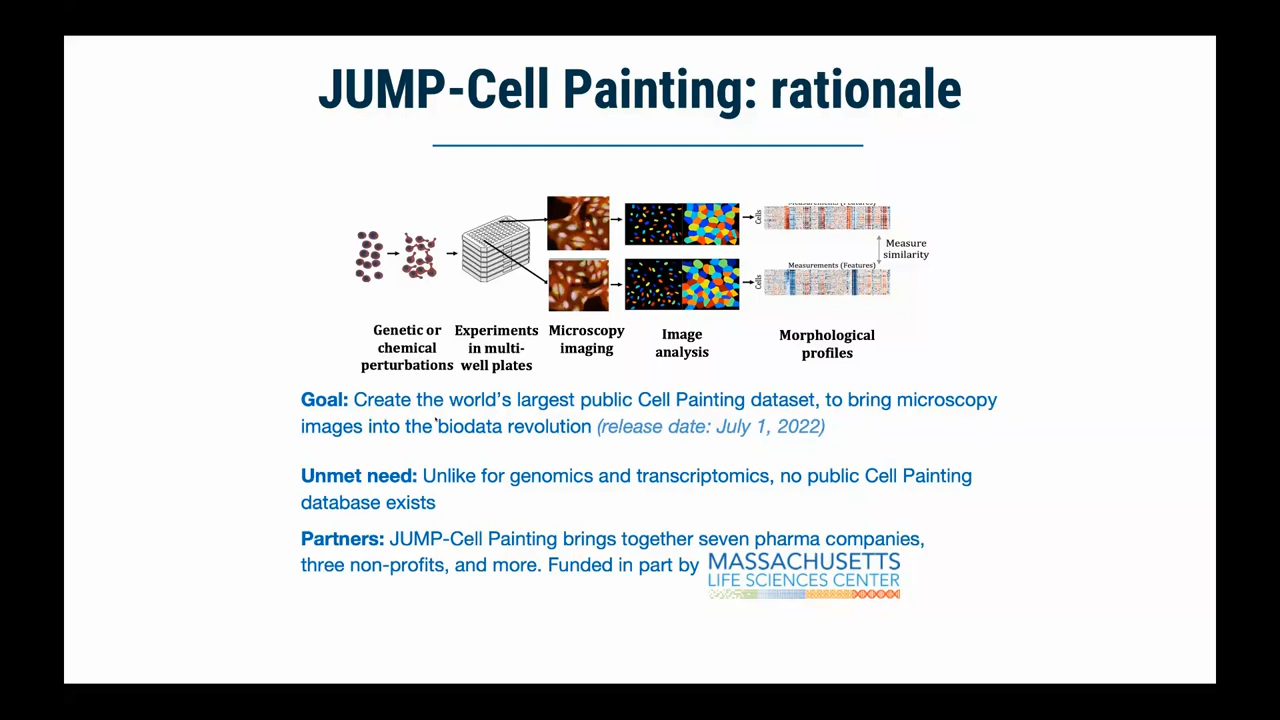 JUMP-Cell Painting: rationale
Measurements (Features)
Cells
Measure
similarity
Measurements (Features)
Cells
Genetic or
chemical
perturbations
Experiments
in multi-
well plates
Microscopy
imaging
Image
analysis
Morphological
profiles
Goal: Create the world's largest public Cell Painting dataset, to bring microscopy
images into the biodata revolution (release date: July 1, 2022)
Unmet need: Unlike for genomics and transcriptomics, no public Cell Painting
database exists
Partners: JUMP-Cell Painting brings together seven pharma companies,
three non-profits, and more. Funded in part by
MASSACHUSETTS
LIFE SCIENCES CENTER